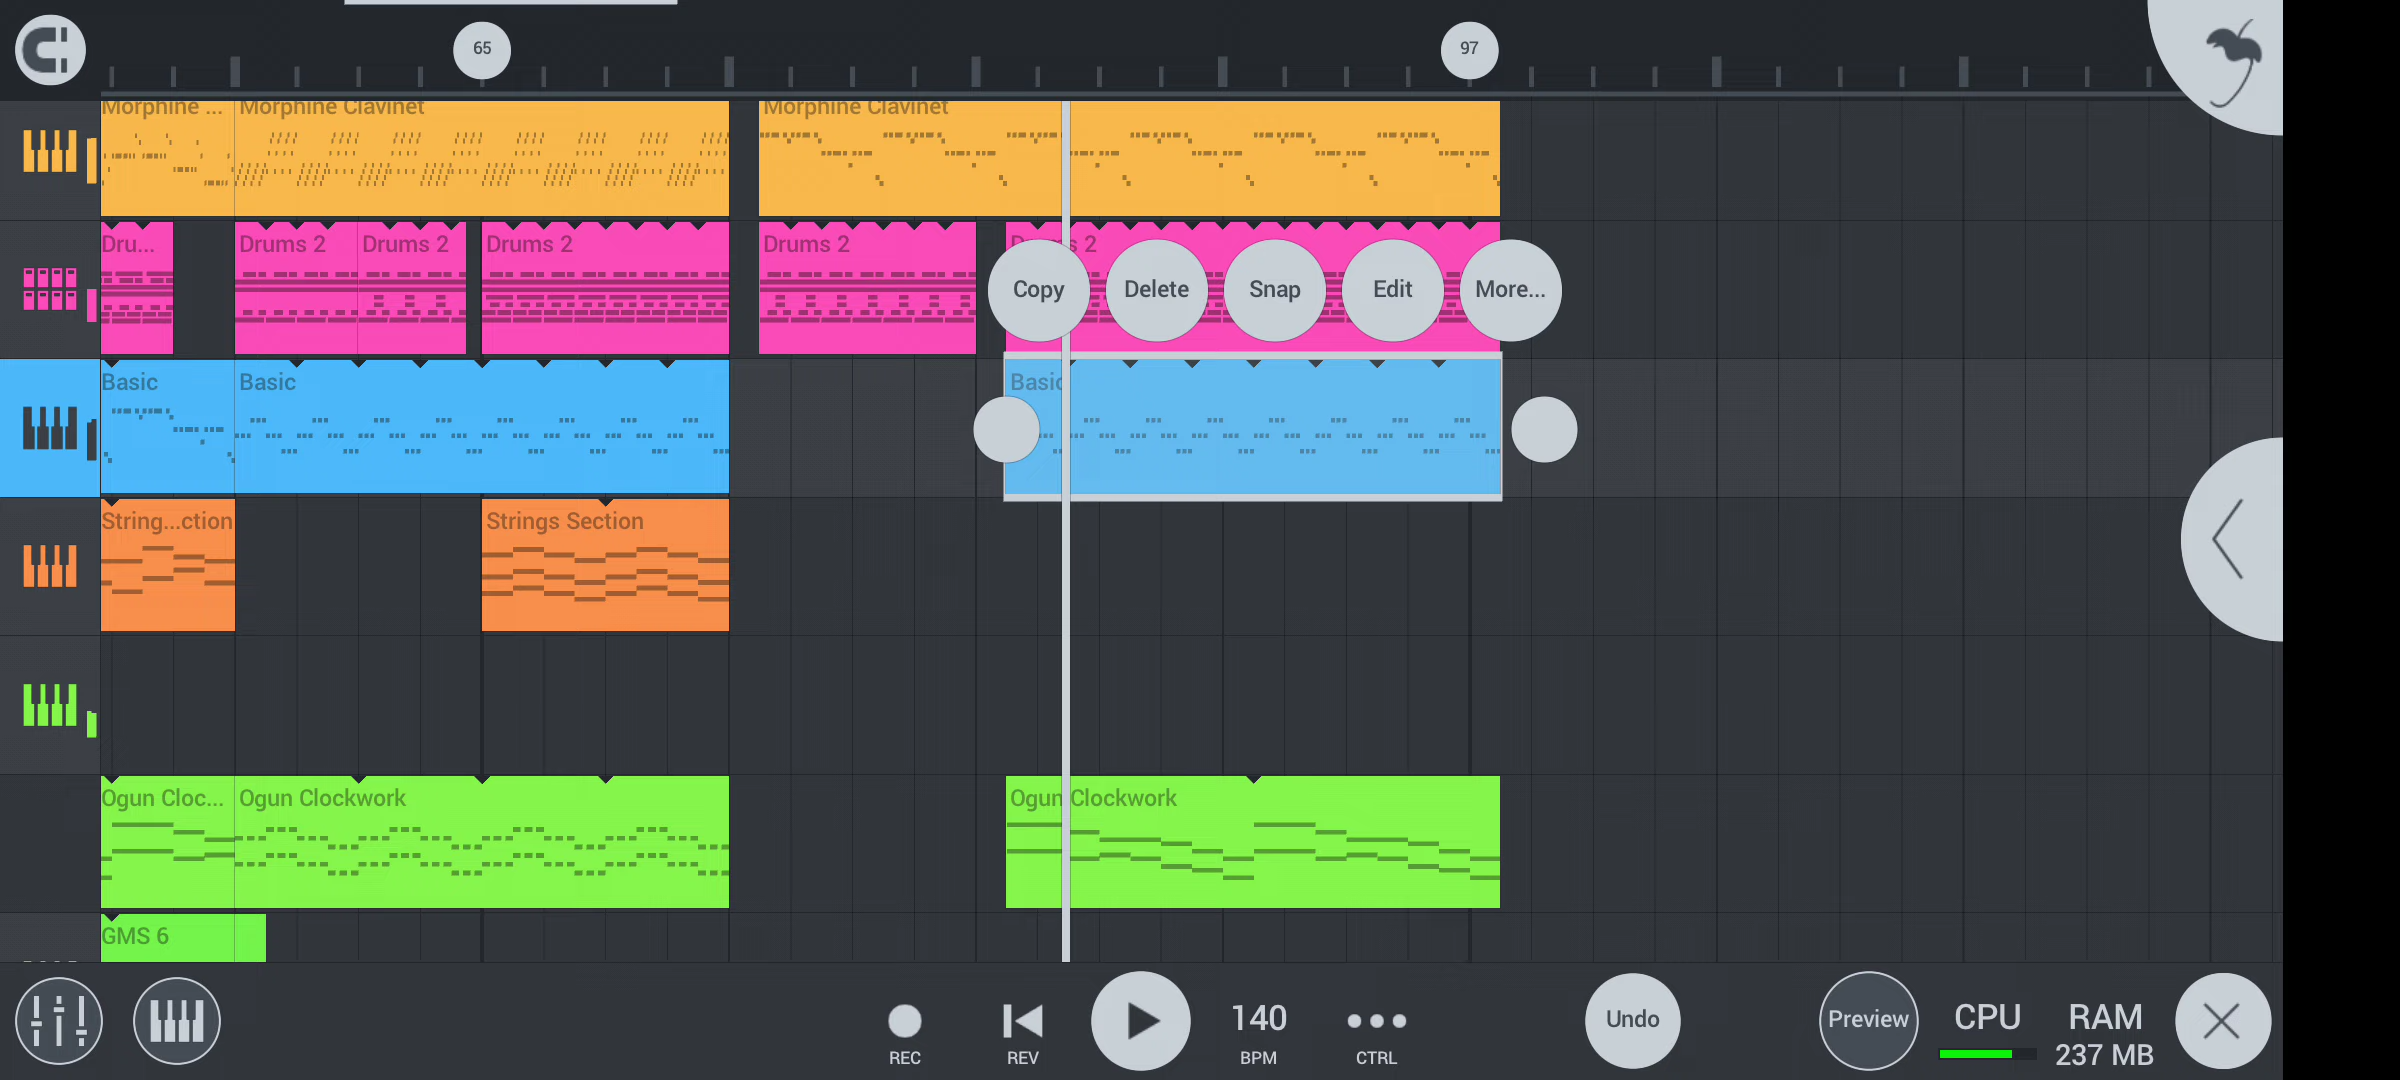 65
97
Morphine ...
Morphine Clavinet
Morphine Clavinet
Dru...
Drums 2
Drums 2
Drums 2
Drums 2
Copy
Delete
Snap
Edit
More...
Basic
Basic
Basic
String...ction
Strings Section
Ogun Cloc...
Ogun Clockwork
Ogun Clockwork
GMS 6
REC
REV
140
BPM
CTRL
Undo
Preview
CPU
RAM
237 MB